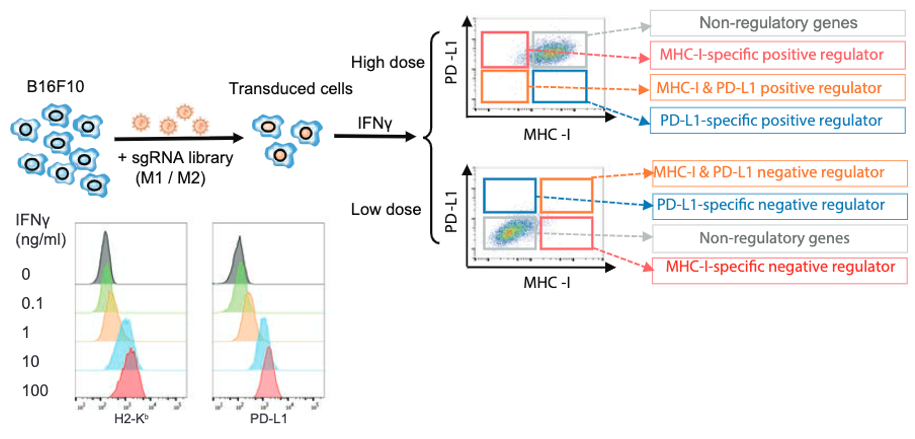 B16F10
+ sgRNA library
(M1 / M2)
Transduced cells
IFNγ
High dose
Low dose
PD-L1
MHC -I
Non-regulatory genes
MHC-I-specific positive regulator
MHC-I & PD-L1 positive regulator
PD-L1-specific positive regulator
PD-L1
MHC -I
MHC-I & PD-L1 negative regulator
PD-L1-specific negative regulator
Non-regulatory genes
MHC-I-specific negative regulator
IFNγ
(ng/ml)
0
0.1
1
10
100
H2-Kᵇ
PD-L1